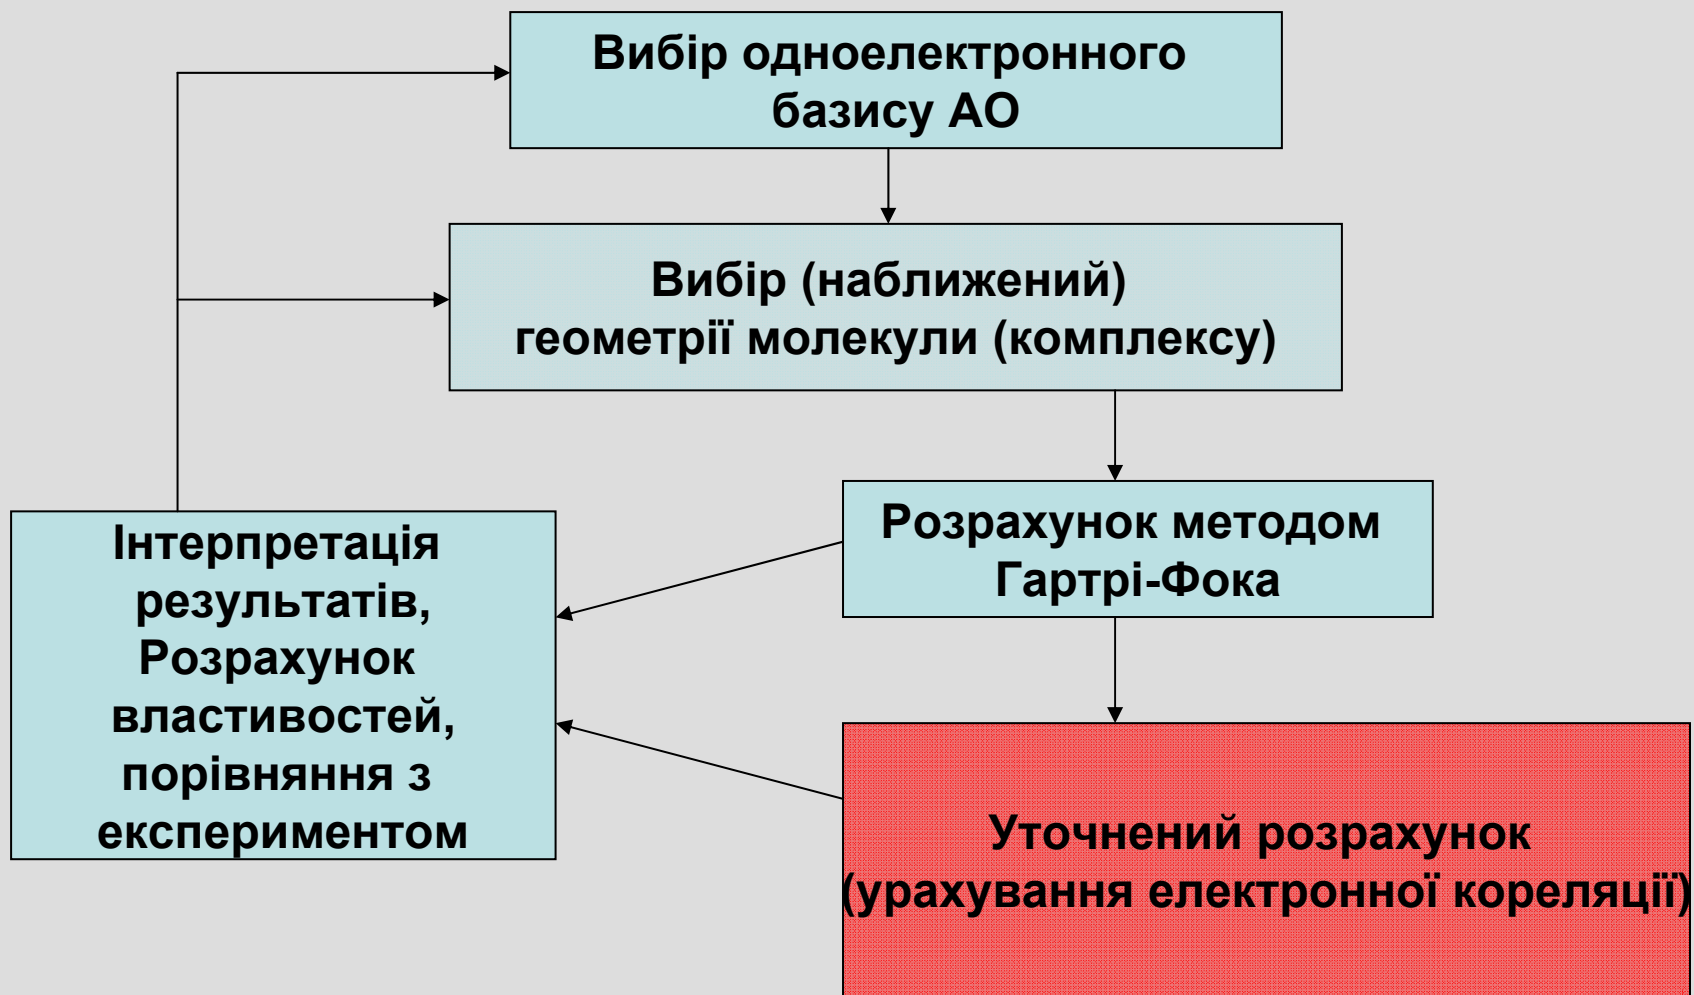 Вибір одноелектронного
базису АО
Вибір (наближений)
геометрії молекули (комплексу)
Розрахунок методом
Гартрі-Фока
Інтерпретація
результатів,
Розрахунок
властивостей,
порівняння з
експериментом
Уточнений розрахунок
(урахування електронної кореляції)